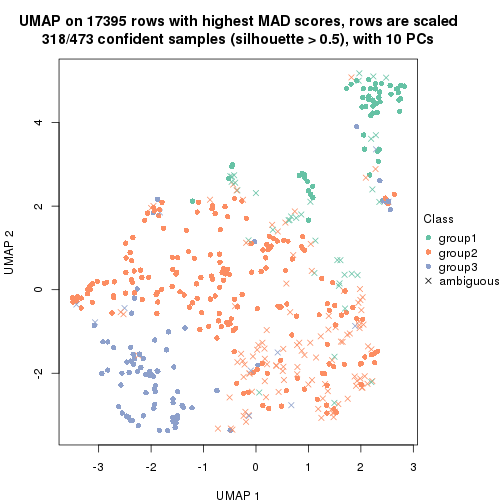 UMAP on 17395 rows with highest MAD scores, rows are scaled
318/473 confident samples (silhouette > 0.5), with 10 PCs
4
2
0
-2
UMAP 2
-3
-2
-1
0
1
2
3
UMAP 1
Class
group1
group2
group3
ambiguous